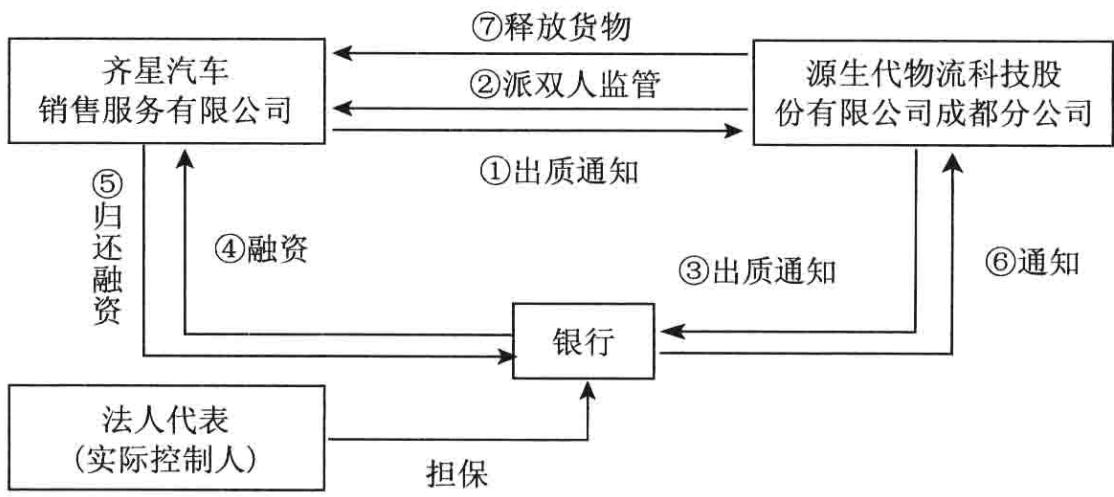 ⑦释放货物
齐星汽车
销售服务有限公司
②派双人监管
源生代物流科技股
份有限公司成都分公司
①出质通知
⑤归还融资
④融资
③出质通知
⑥通知
银行
法人代表
(实际控制人)
担保